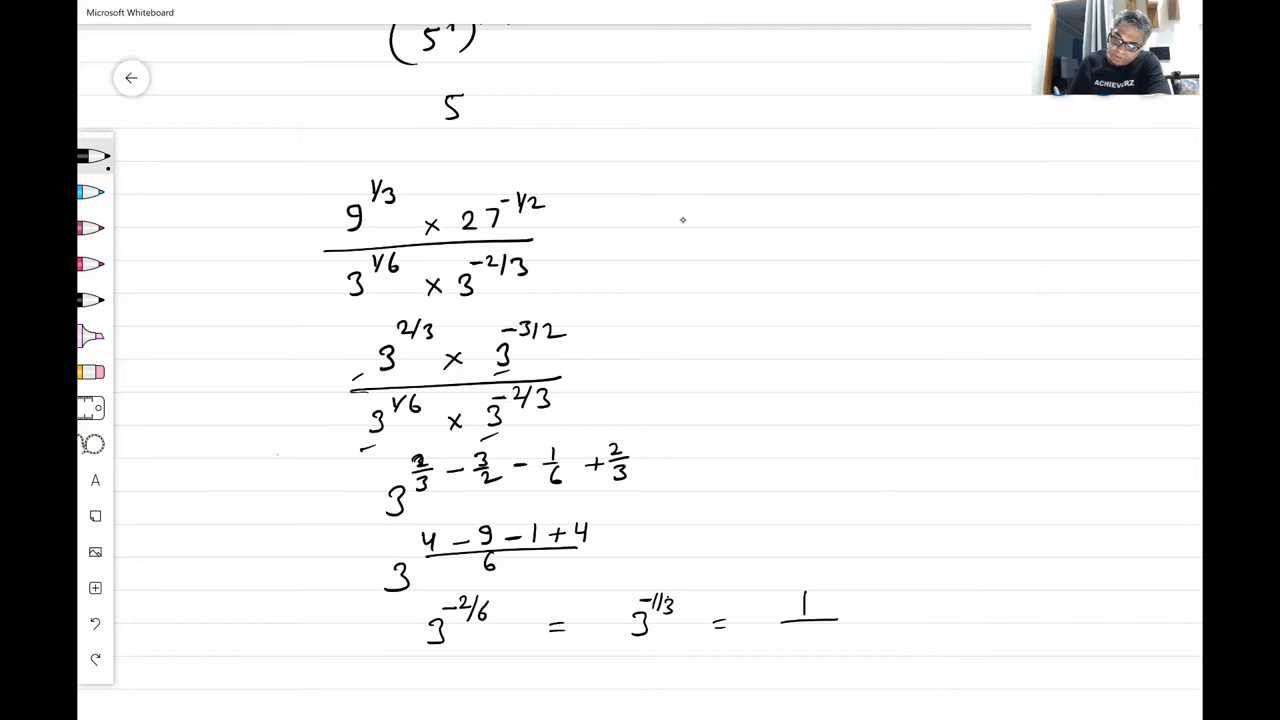 Microsoft Whiteboard
5
9^1/3 × 27^-1/2
3^1/6 × 3^-2/3
3^2/3 × 3^-3/2
3^1/6 × 3^-2/3
3^2/3 - 3/2 - 1/6 + 2/3
3^4 - 9 - 1 + 4/6
3^-2/6 = 3^-1/3 = 1
A